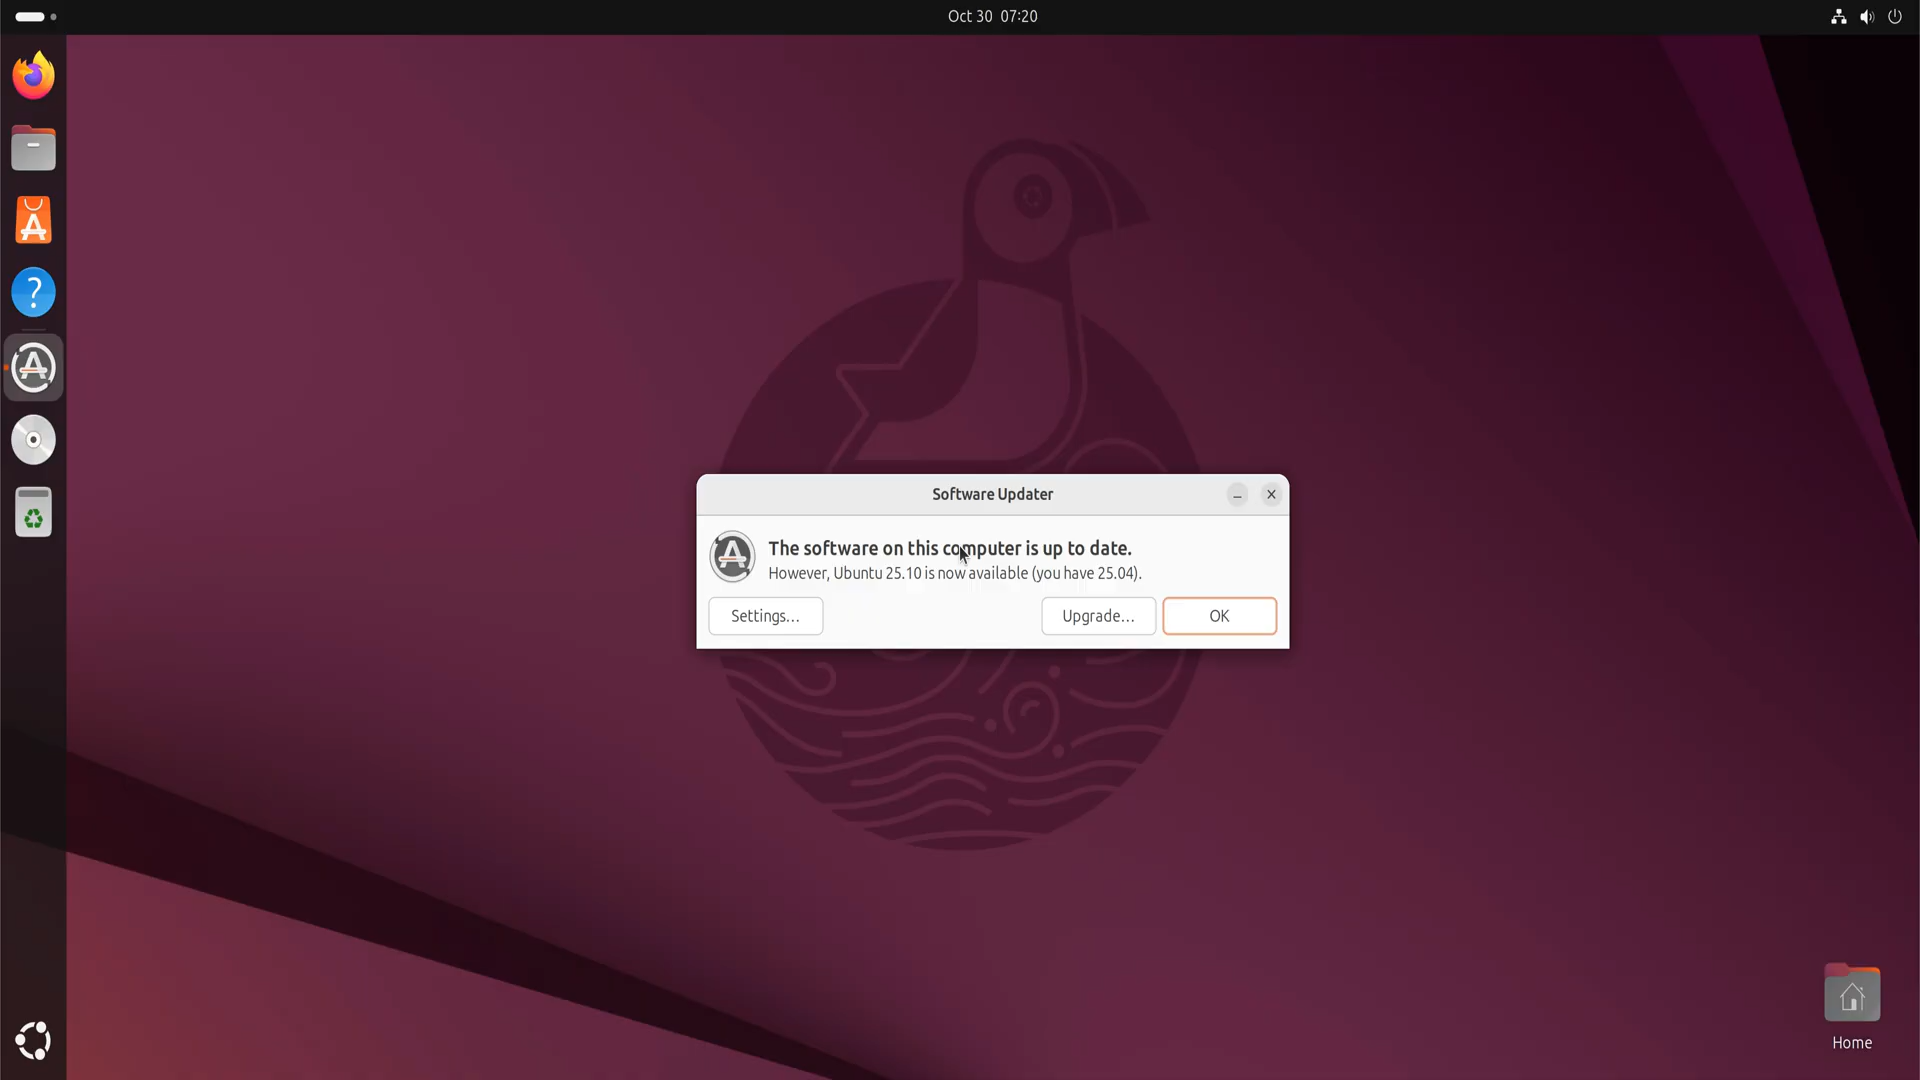 Oct 30 07:20
Software Updater
The software on this computer is up to date.
However, Ubuntu 25.10 is now available (you have 25.04).
Settings...
Upgrade...
OK
Home